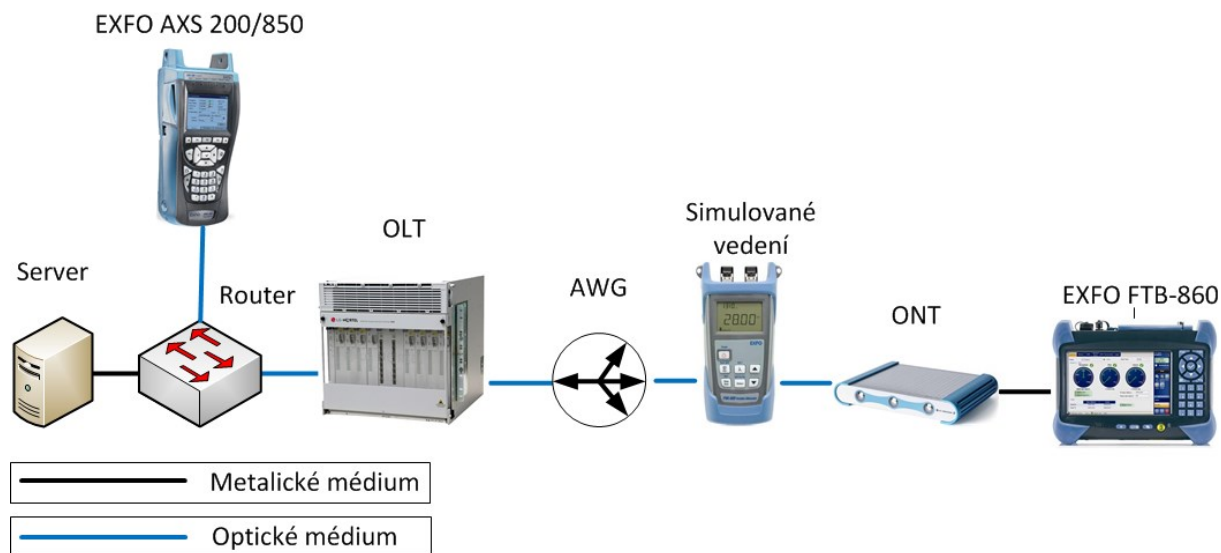 EXFO AXS 200/850
Simulované
vedení
OLT
Server
Router
AWG
ONT
EXFO FTB-860
28.00
EXFO
Metalické médium
Optické médium